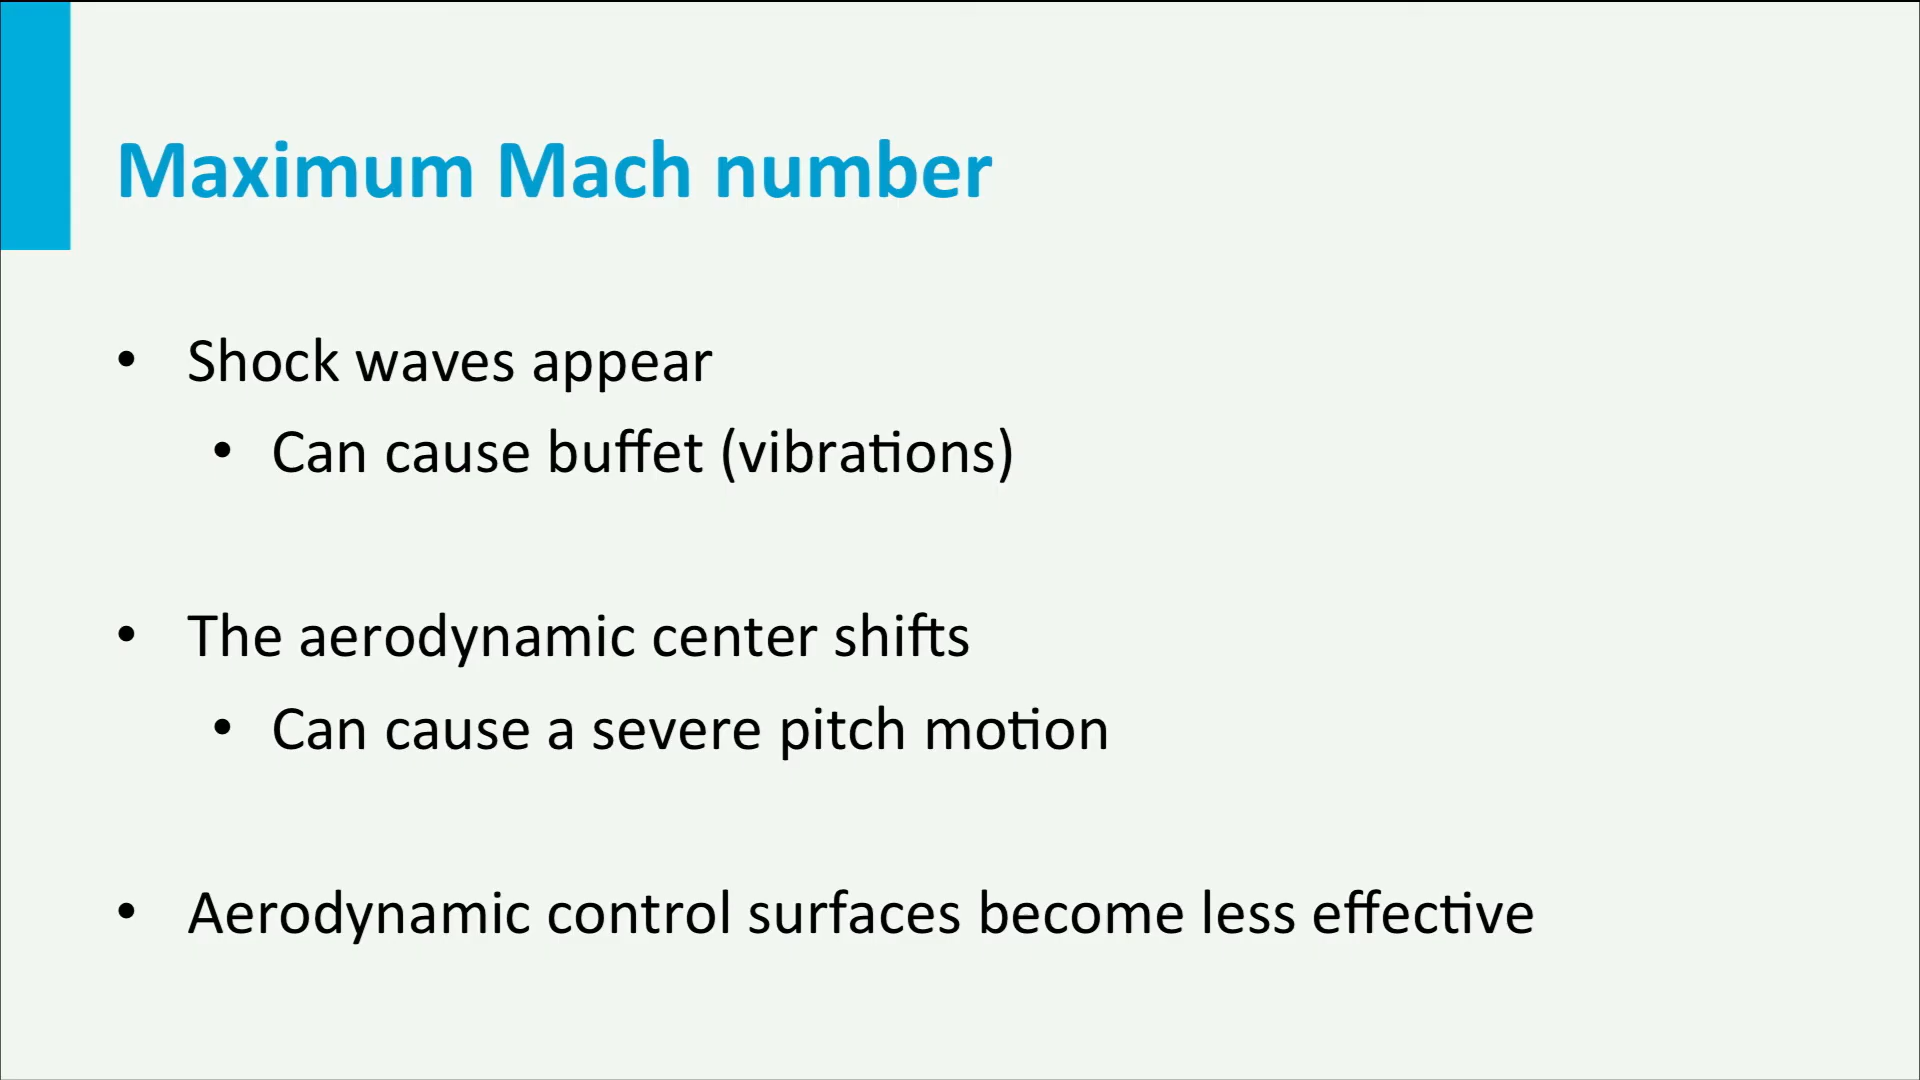 Maximum Mach number
• Shock waves appear
• Can cause buffet (vibrations)
• The aerodynamic center shifts
• Can cause a severe pitch motion
• Aerodynamic control surfaces become less effective